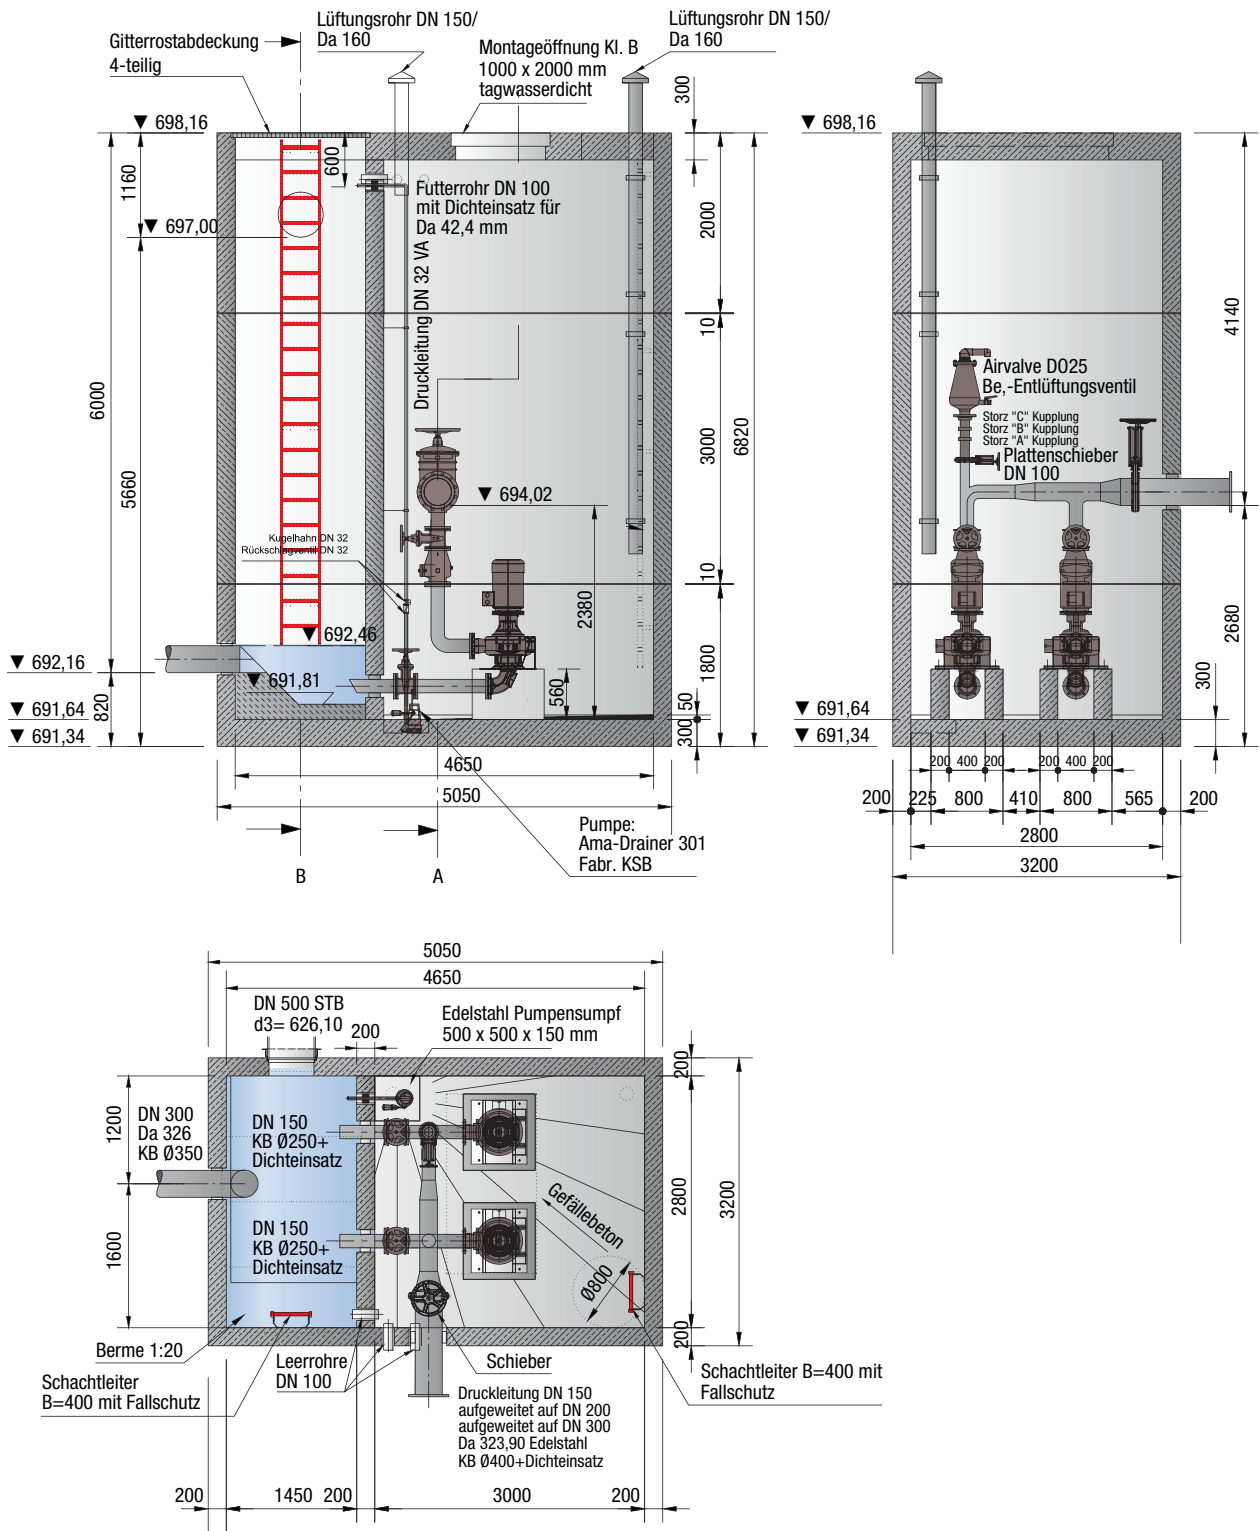 Lüftungsrohr DN 150/
Da 160
Lüftungsrohr DN 150/
Da 160
Gitterrostabdeckung
4-teilig
Montageöffnung Kl. B
1000 x 2000 mm
tagwasserdicht
300
▼ 698,16
▼ 698,16
1160
600
Futterrohr DN 100
mit Dichteinsatz für
Da 42,4 mm
▼ 697,00
2000
Druckleitung DN 32 VA
10
4140
6000
5660
3000
6820
Airvalve DO25
Be,-Entlüftungsventil
Storz "C" Kupplung
Storz "B" Kupplung
Storz "A" Kupplung
Plattenschieber
DN 100
▼ 694,02
Kugelhahn DN 32
Rückschlagventil DN 32
10
2380
2680
▼ 692,46
1800
▼ 692,16
▼ 691,81
560
300
820
50
▼ 691,64
▼ 691,64
▼ 691,34
300
▼ 691,34
4650
200 400 200 200 400 200
5050
200 225 800 410 800 565 200
2800
3200
Pumpe:
Ama-Drainer 301
Fabr. KSB
B A
5050
4650
DN 500 STB
d3= 626,10
200
Edelstahl Pumpensumpf
500 x 500 x 150 mm
200
1200
DN 300
Da 326
KB Ø350
DN 150
KB Ø250+
Dichteinsatz
2800
3200
Gefällebeton
1600
DN 150
KB Ø250+
Dichteinsatz
Ø800
200
Berme 1:20
Leerrohre
DN 100
Schieber
Schachtleiter
B=400 mit Fallschutz
Schachtleiter B=400 mit
Fallschutz
Druckleitung DN 150
aufgeweitet auf DN 200
aufgeweitet auf DN 300
Da 323,90 Edelstahl
KB Ø400+Dichteinsatz
200 1450 200 3000 200